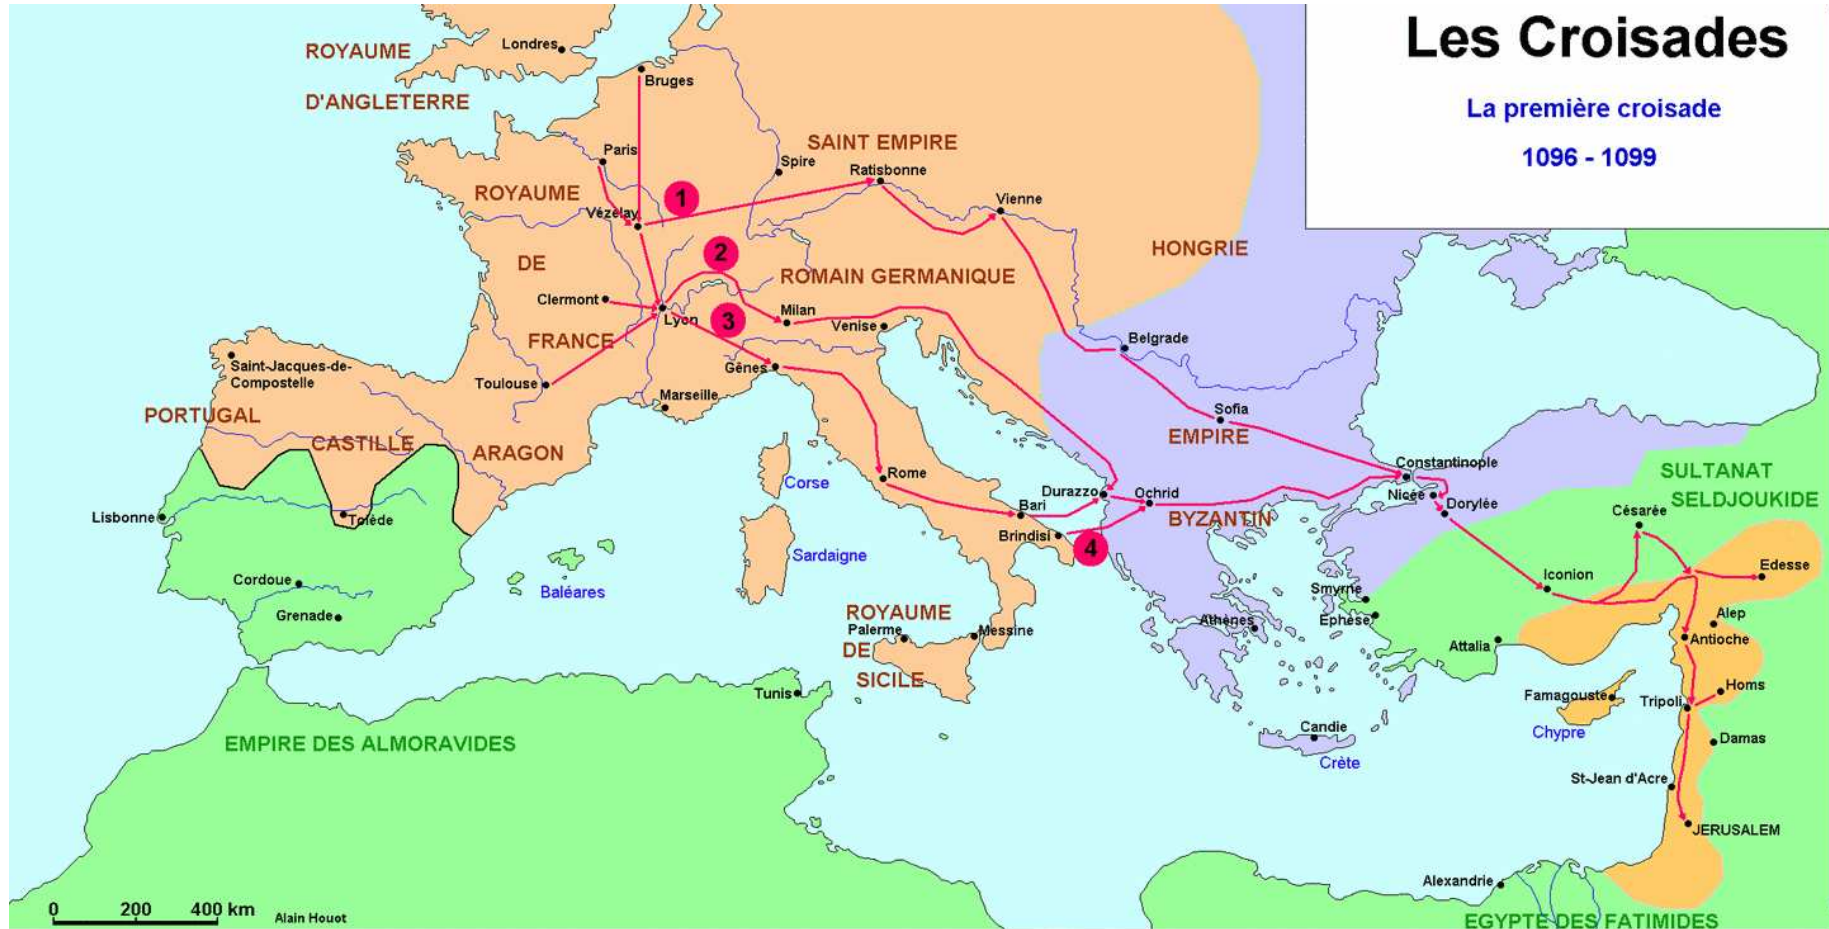 Les Croisades
La première croisade
1096 - 1099
ROYAUME
D'ANGLETERRE
Londres
Bruges
SAINT EMPIRE
Paris
Spire
Ratisbonne
ROYAUME
1
Vézelay
Vienne
HONGRIE
DE
2
ROMAIN GERMANIQUE
Clermont
Lyon
3
Milan
Venise
FRANCE
Belgrade
Saint-Jacques-de-
Compostelle
Toulouse
Gênes
Marseille
PORTUGAL
CASTILLE
ARAGON
Sofia
EMPIRE
Corse
Rome
Constantinople
SULTANAT
SELDJOUKIDE
Durazzo
Ochrid
Nicée
Dorylée
Césarée
Lisbonne
Tolède
Bari
BYZANTIN
Brindisi
4
Sardaigne
Edesse
Cordoue
Baléares
Iconion
Smyrne
Grenade
ROYAUME
Alep
Ephèse
Athènes
Palerme
Messine
Antioche
DE
Attalia
SICILE
Tunis
Famagouste
Tripoli
Homs
Chypre
Candie
Damas
EMPIRE DES ALMORAVIDES
Crète
St-Jean d'Acre
JERUSALEM
Alexandrie
0 200 400 km
Alain Houot
EGYPTE DES FATIMIDES